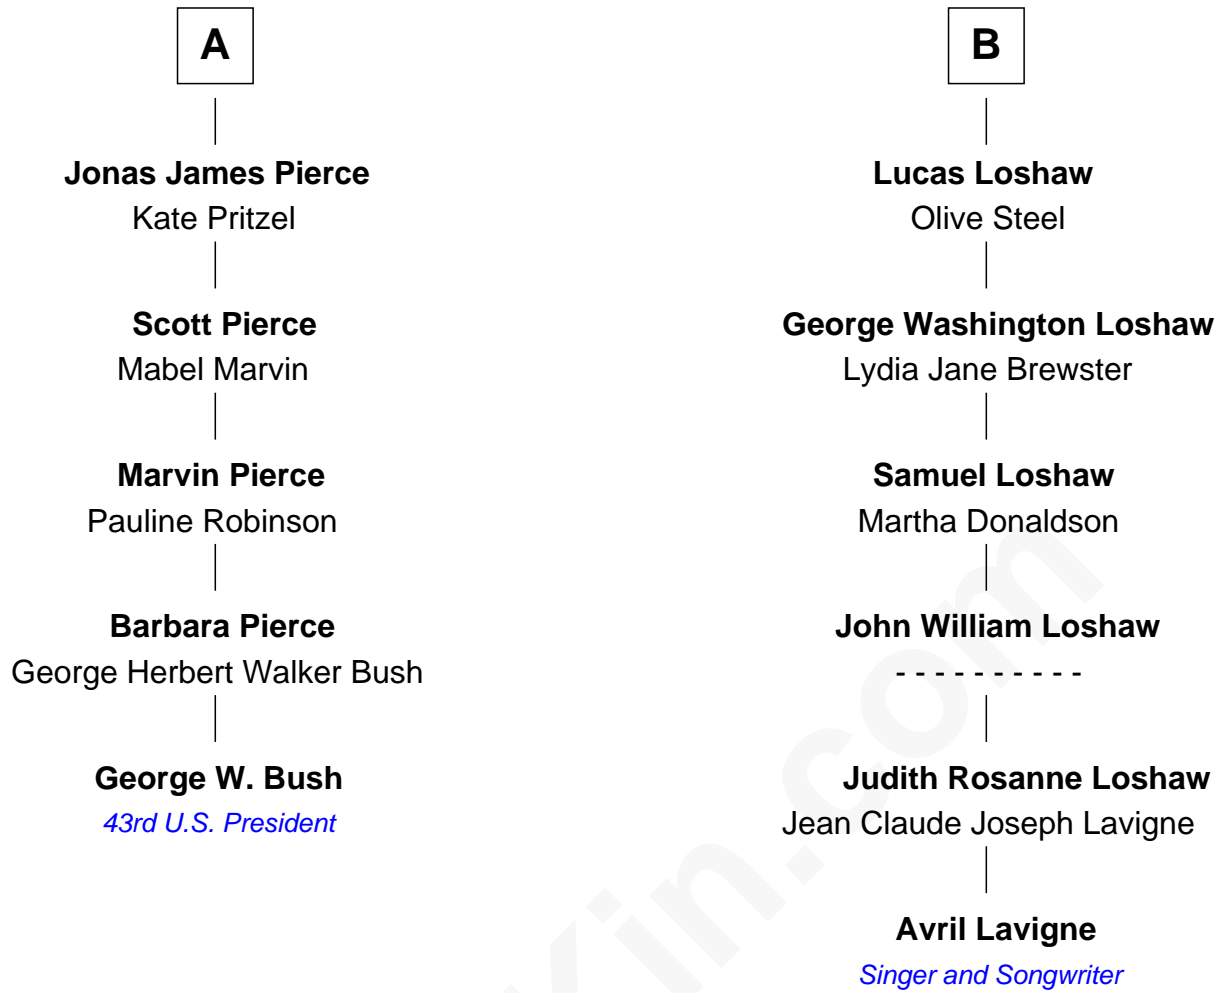 A
Jonas James Pierce
Kate Pritzel
Scott Pierce
Mabel Marvin
Marvin Pierce
Pauline Robinson
Barbara Pierce
George Herbert Walker Bush
George W. Bush
43rd U.S. President
B
Lucas Loshaw
Olive Steel
George Washington Loshaw
Lydia Jane Brewster
Samuel Loshaw
Martha Donaldson
John William Loshaw
- - - - - - - - - -
Judith Rosanne Loshaw
Jean Claude Joseph Lavigne
Avril Lavigne
Singer and Songwriter
kin.com